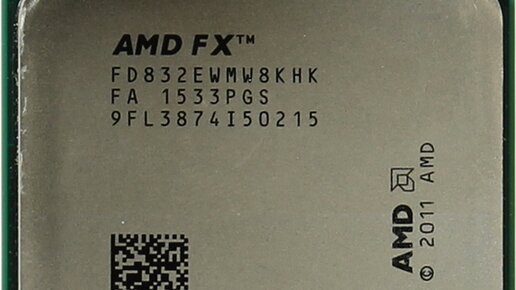 AMD FX™
FD832EWMW8KHK
FA 1533PGS
9FL3874I50215
AMD
© 2011 AMD